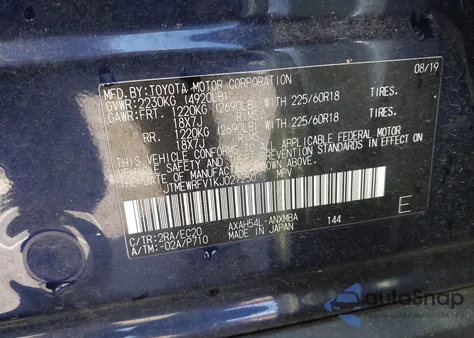 MFD.BY:TOYOTA MOTOR CORPORATION 08/19
GVWR:2230KG (4920LB)
GAWR:FRT. 1220KG (2690LB) WITH 225/60R18 TIRES,
18X7J RIMS
RR. 1220KG (2690LB) WITH 225/60R18 TIRES,
18X7J RIMS
THIS VEHICLE CONFORMS TO ALL APPLICABLE FEDERAL MOTOR
VEHICLE SAFETY AND THEFT PREVENTION STANDARDS IN EFFECT ON
THE DATE OF MANUFACTURE SHOWN ABOVE.
MPV
C/TR:2RA/EC20 AXAH54L-ANXMBA 144
A/TM:-02A/P710 MADE IN JAPAN
E
autoSnap
WWW.AUTOSNAP.US